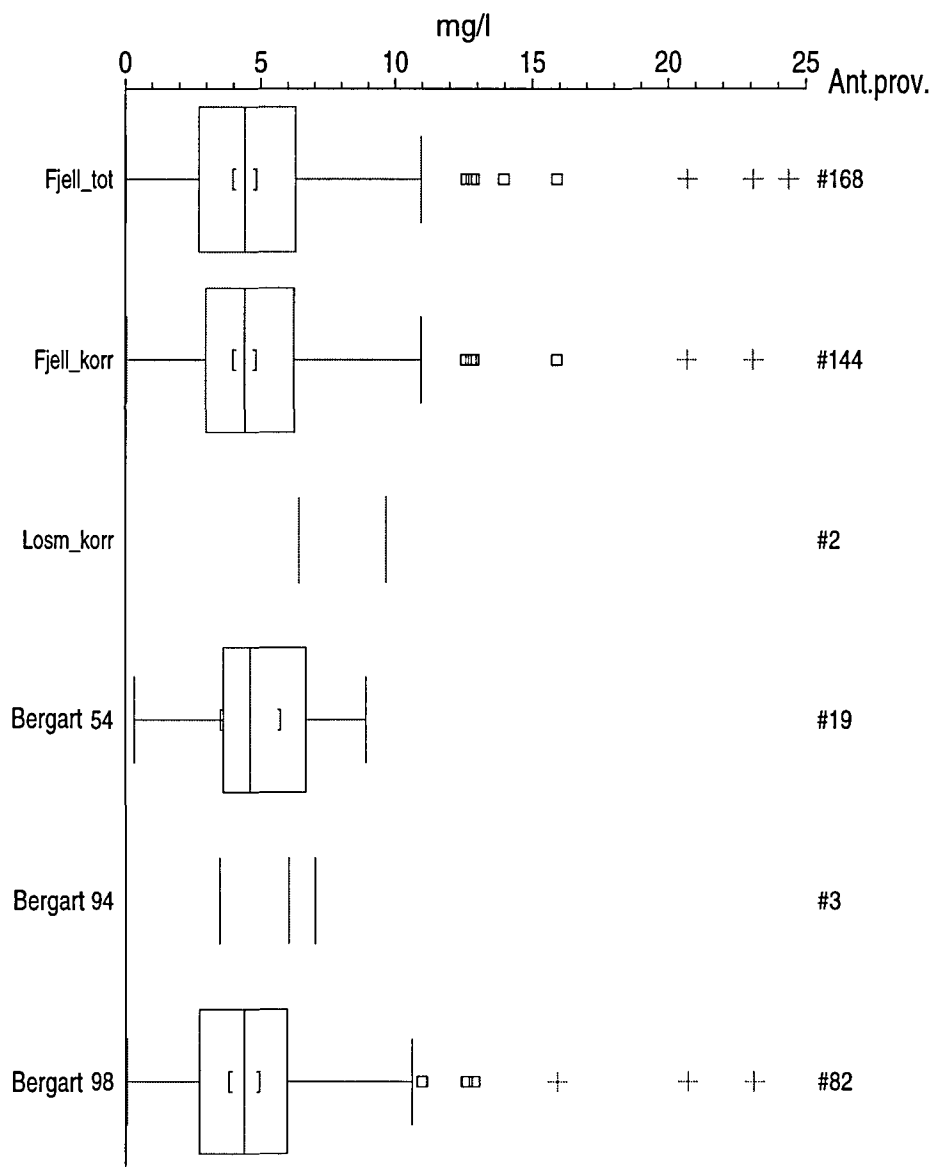 mg/l
0 5 10 15 20 25 Ant.prov.
Fjell_tot #168
Fjell_korr #144
Losm_korr #2
Bergart 54 #19
Bergart 94 #3
Bergart 98 #82